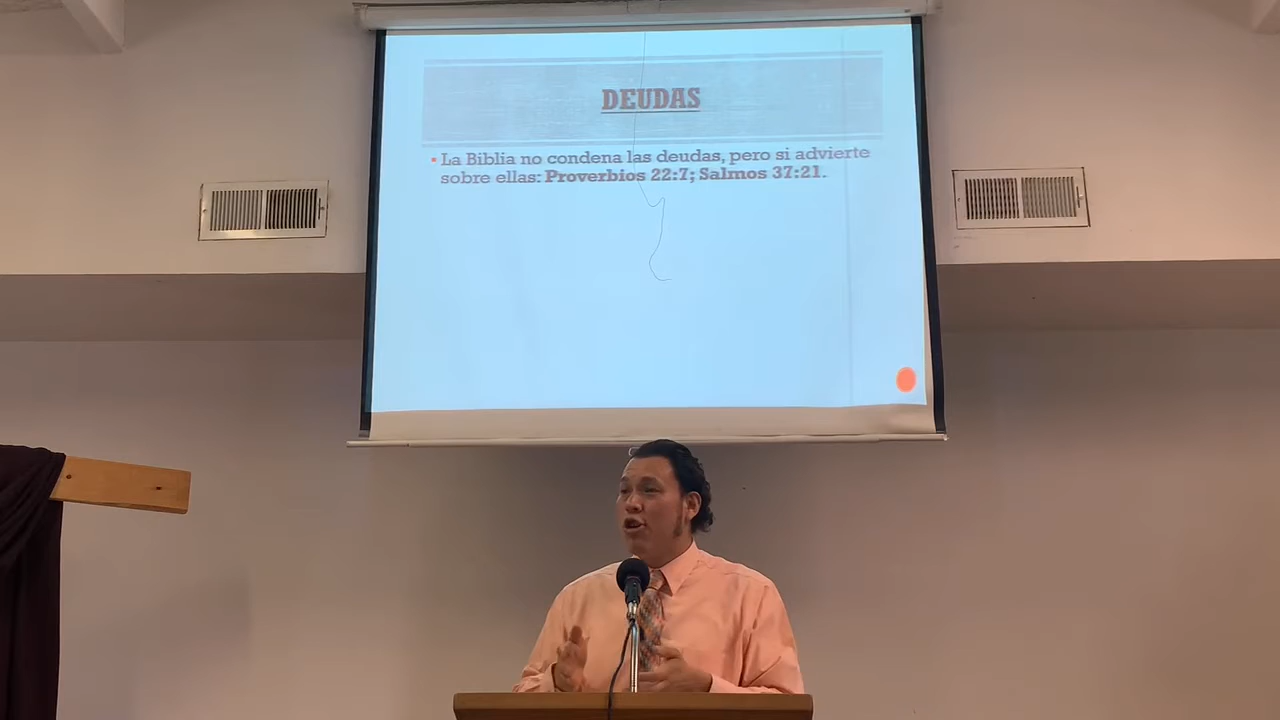 DEUDAS
La Biblia no condena las deudas, pero si advierte
sobre ellas: Proverbios 22:7; Salmos 37:21.